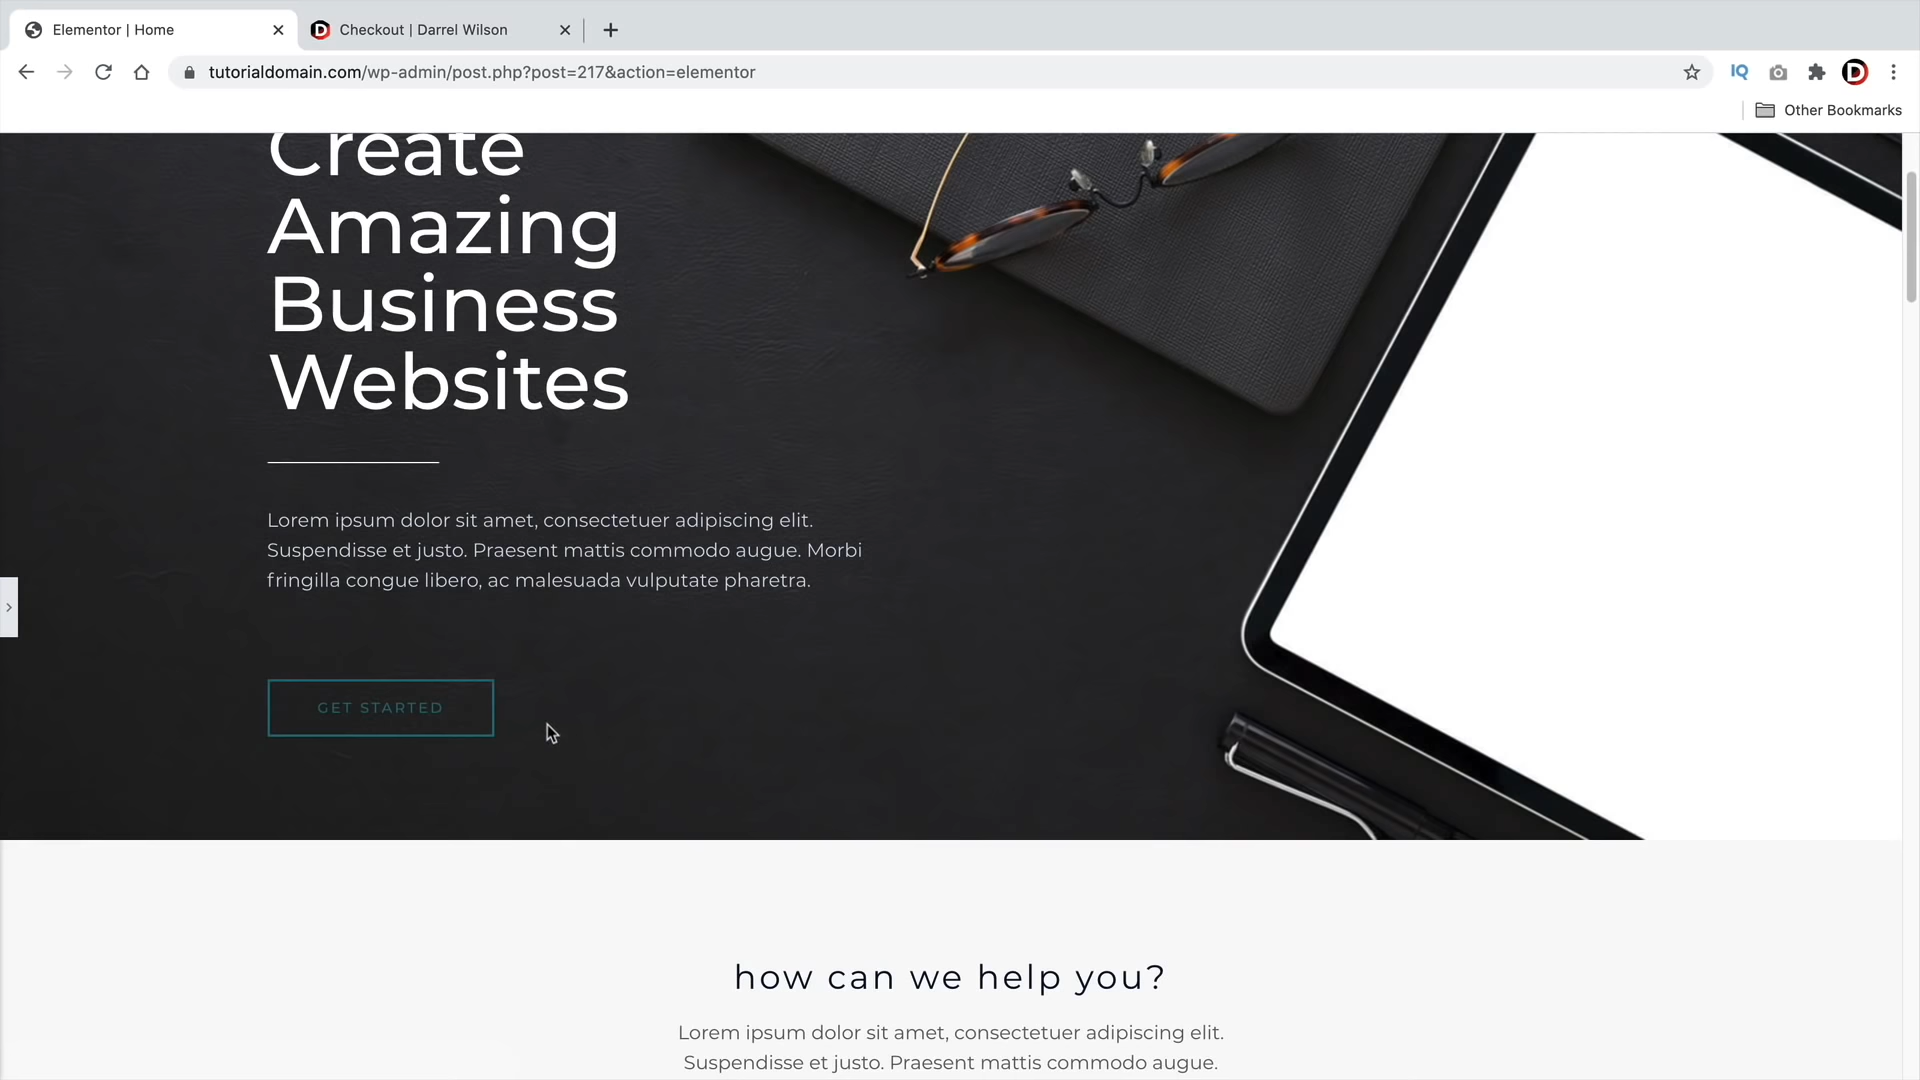 Elementor | Home
Checkout | Darrel Wilson
tutorialdomain.com/wp-admin/post.php?post=217&action=elementor
IQ
D
Other Bookmarks
Create
Amazing
Business
Websites
Lorem ipsum dolor sit amet, consectetuer adipiscing elit.
Suspendisse et justo. Praesent mattis commodo augue. Morbi
fringilla congue libero, ac malesuada vulputate pharetra.
GET STARTED
how can we help you?
Lorem ipsum dolor sit amet, consectetuer adipiscing elit.
Suspendisse et justo. Praesent mattis commodo augue.